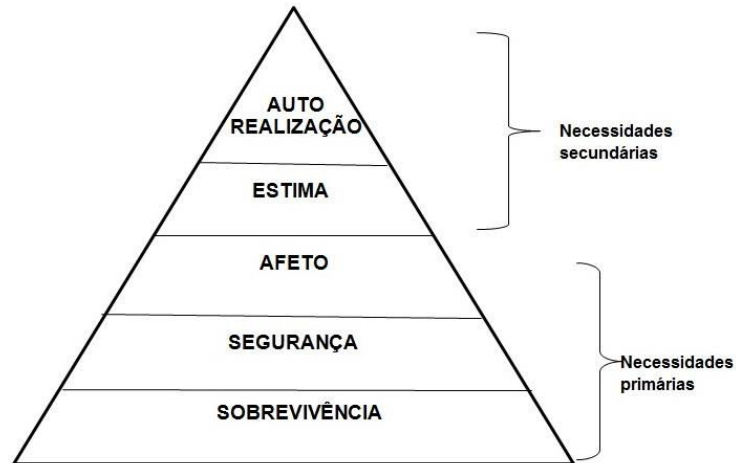 AUTO
REALIZAÇÃO
Necessidades
secundárias
ESTIMA
AFETO
SEGURANÇA
Necessidades
primárias
SOBREVIVÊNCIA